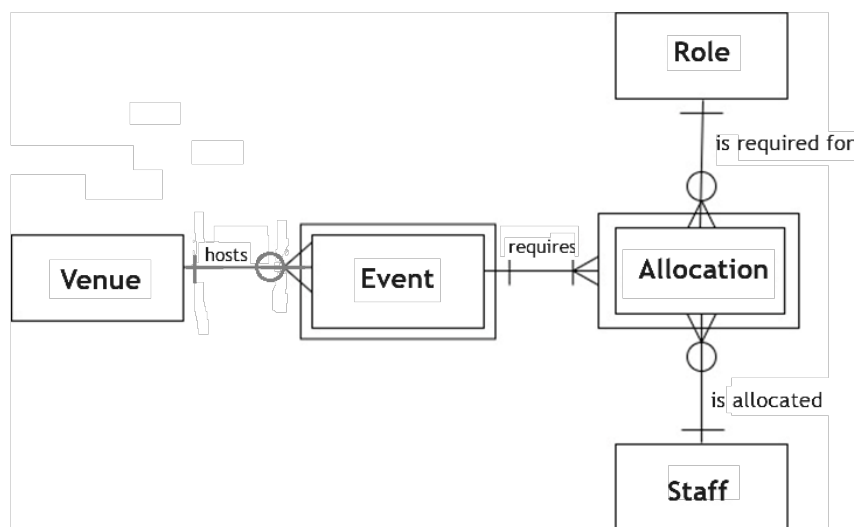 Role
is required for
hosts
requires
Venue
Event
Allocation
is allocated
Staff